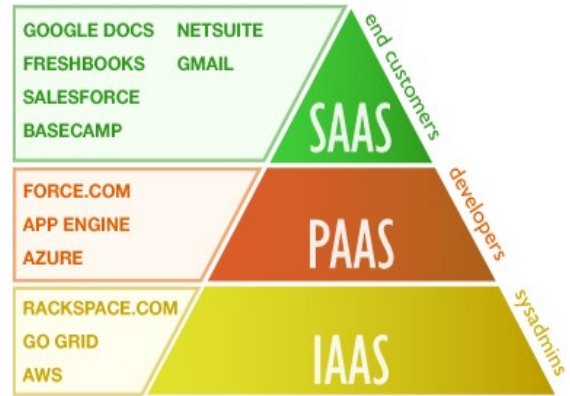 GOOGLE DOCS NETSUITE
FRESHBOOKS GMAIL
SALESFORCE
BASECAMP
SAAS
end customers
FORCE.COM
APP ENGINE
AZURE
PAAS
developers
RACKSPACE.COM
GO GRID
AWS
IAAS
sysadmins